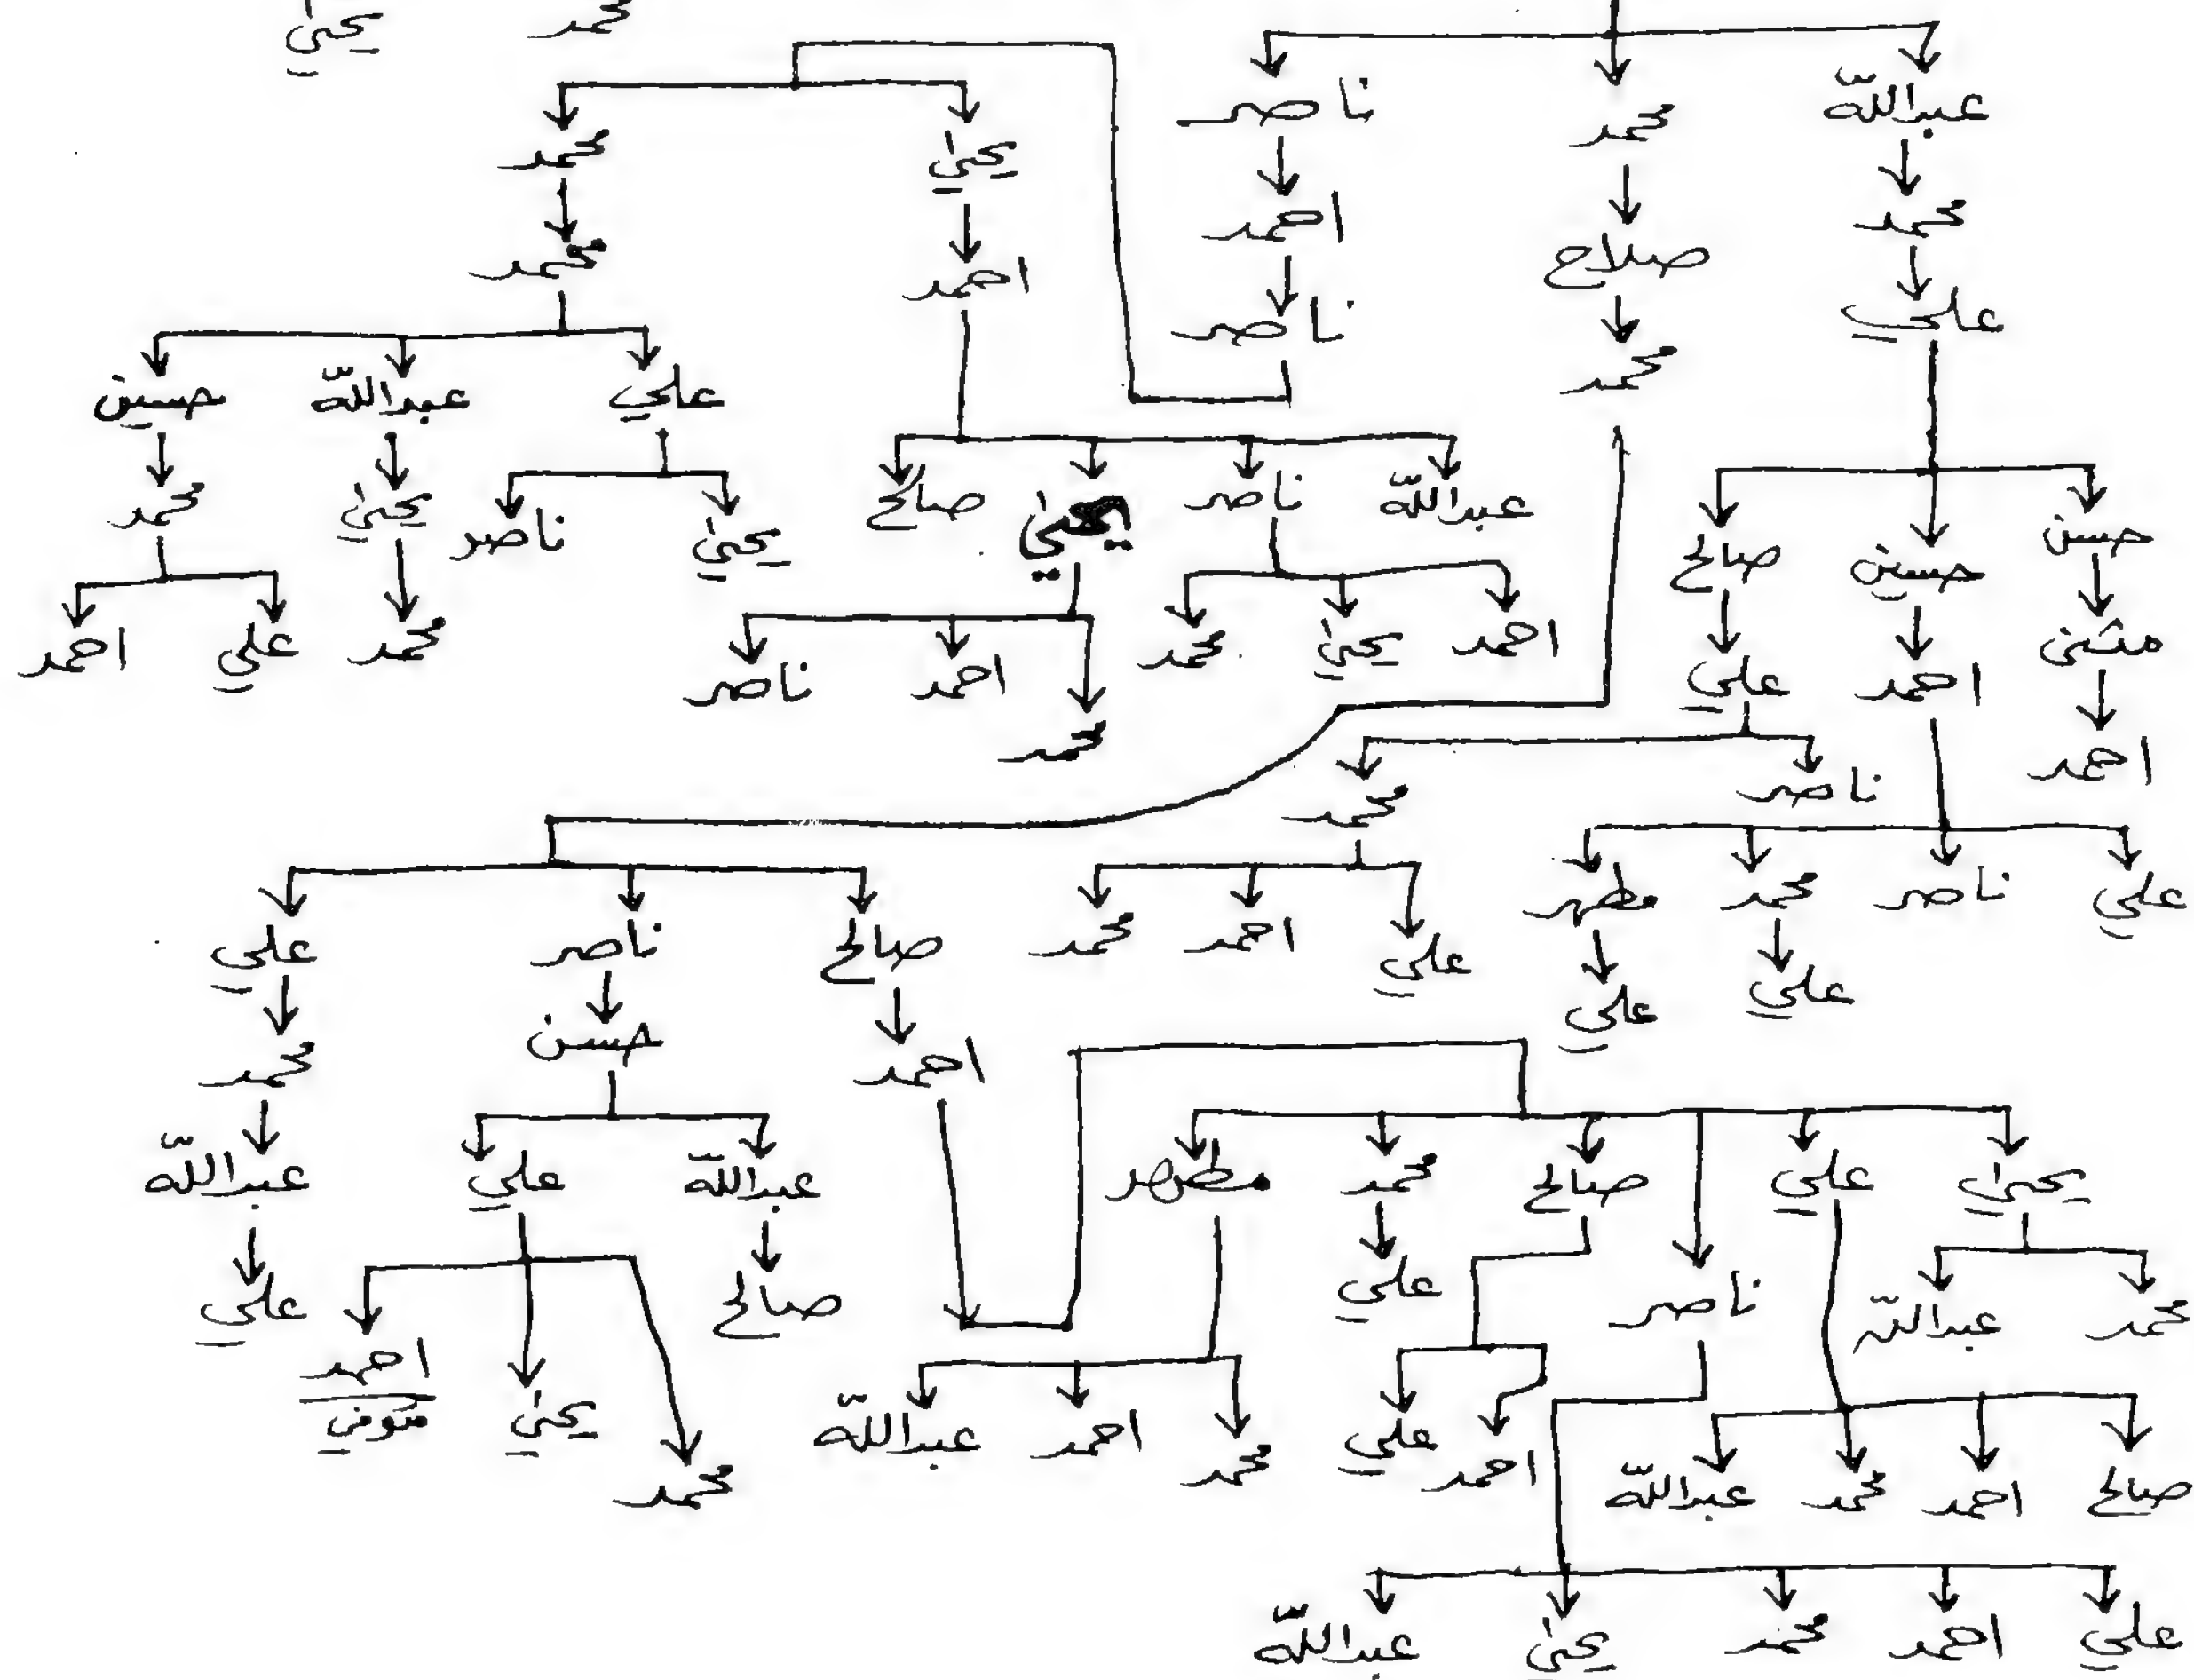 محمد يحيىٰ
عبدالله محمد ناصر
يحيىٰ محمد
محمد احمد
صلاح
احمد محمد
علي ناصر
محمد
علي عبدالله حسين
عبدالله ناصر يحيىٰ صالح
يحيىٰ ناصر يحيىٰ محمد
حسن حسين صالح
احمد يحيىٰ محمد
محمد علي احمد
مثنى احمد علي
احمد ناصر
محمد
احمد ناصر محمد
علي ناصر محمد مطهر
علي احمد محمد
علي علي
صالح ناصر علي
احمد حسن محمد
يحيىٰ علي صالح محمد مطهر
عبدالله علي عبدالله
محمد عبدالله ناصر علي
صالح علي
محمد احمد عبدالله
احمد علي
يحيىٰ احمد
متوفي
محمد
صالح احمد محمد عبدالله
علي احمد محمد يحيىٰ عبدالله